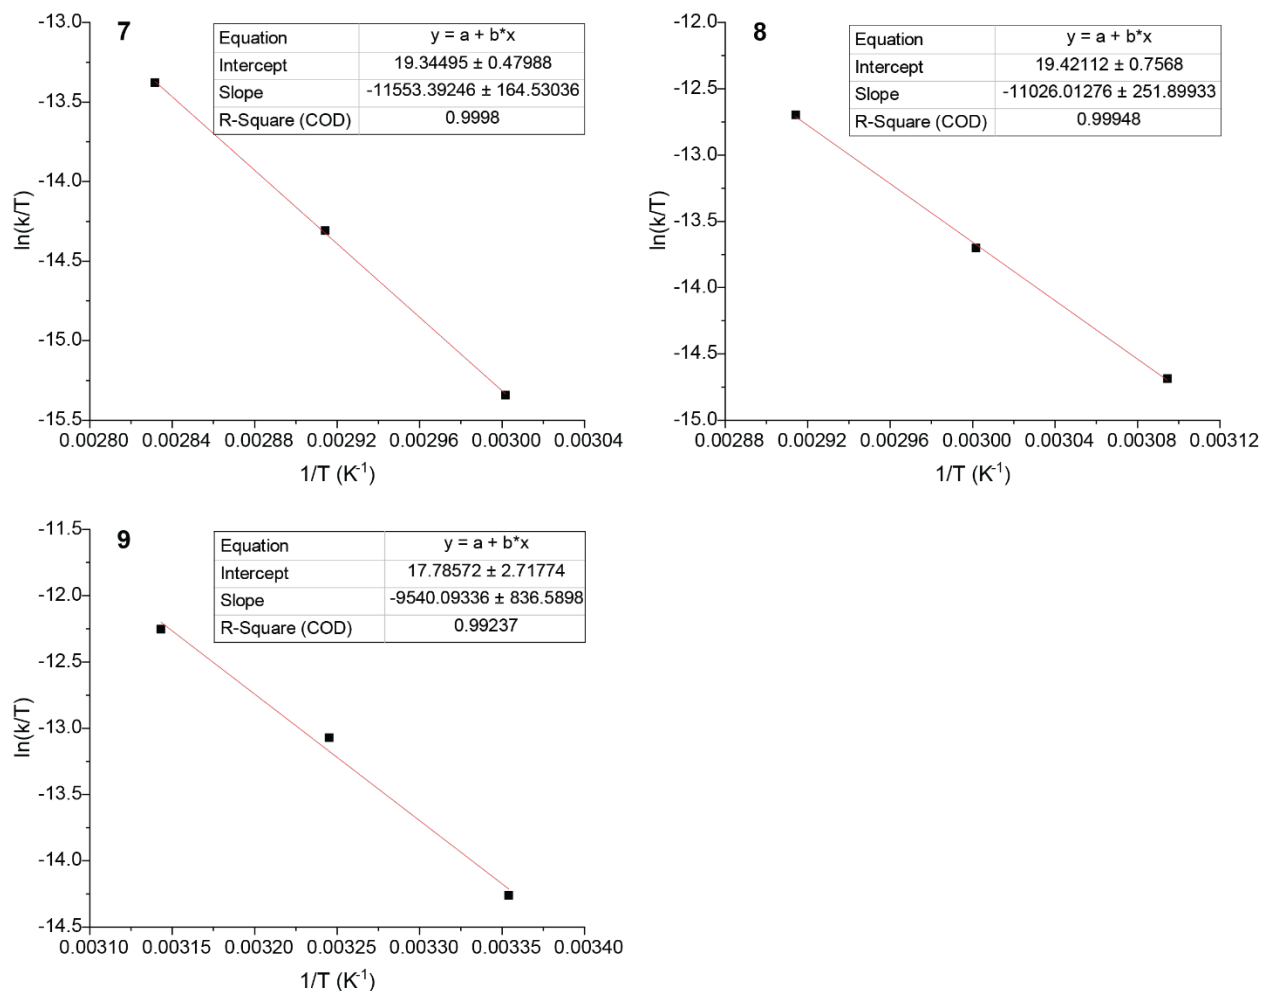 7
Equation y = a + b*x
Intercept 19.34495 ± 0.47988
Slope -11553.39246 ± 164.53036
R-Square (COD) 0.9998
-13.0
-13.5
-14.0
-14.5
-15.0
-15.5
ln(k/T)
0.00280 0.00284 0.00288 0.00292 0.00296 0.00300 0.00304
1/T (K⁻¹)
8
Equation y = a + b*x
Intercept 19.42112 ± 0.7568
Slope -11026.01276 ± 251.89933
R-Square (COD) 0.99948
-12.0
-12.5
-13.0
-13.5
-14.0
-14.5
-15.0
ln(k/T)
0.00288 0.00292 0.00296 0.00300 0.00304 0.00308 0.00312
1/T (K⁻¹)
9
Equation y = a + b*x
Intercept 17.78572 ± 2.71774
Slope -9540.09336 ± 836.5898
R-Square (COD) 0.99237
-11.5
-12.0
-12.5
-13.0
-13.5
-14.0
-14.5
ln(k/T)
0.00310 0.00315 0.00320 0.00325 0.00330 0.00335 0.00340
1/T (K⁻¹)